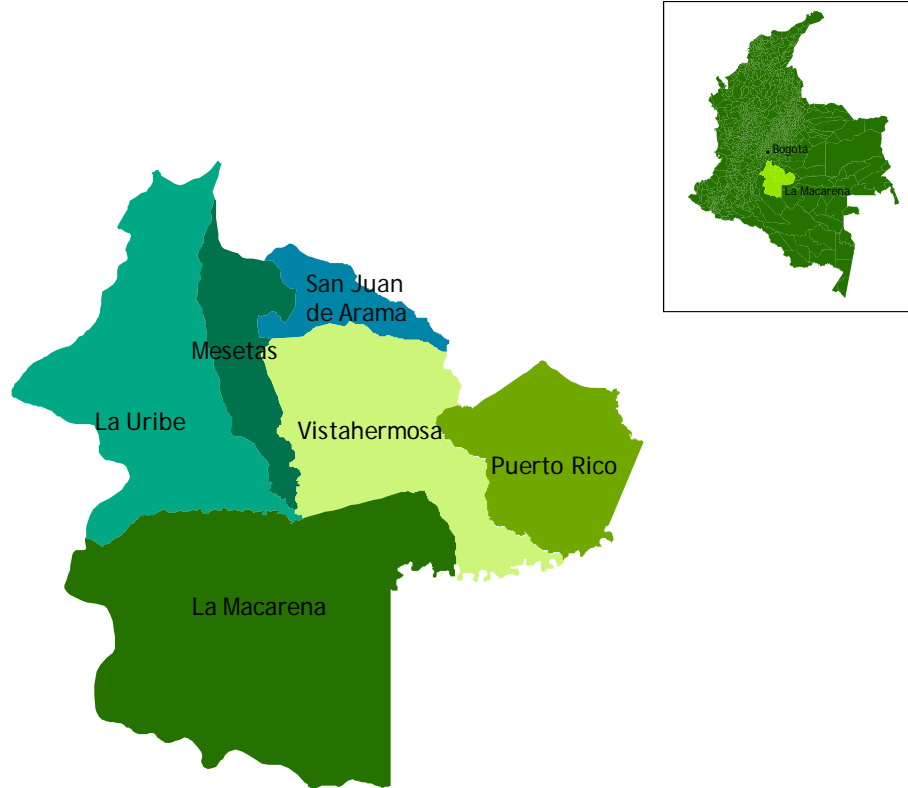 Bogotá
La Macarena
San Juan
de Arama
Mesetas
La Uribe
Vistahermosa
Puerto Rico
La Macarena